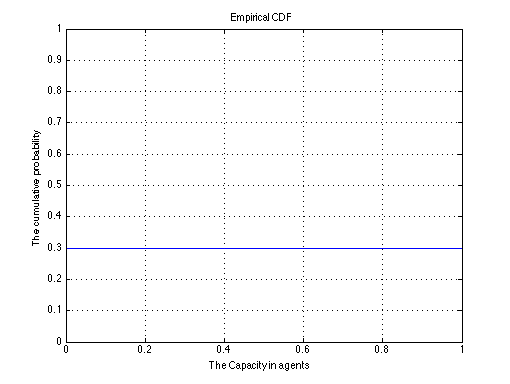 Empirical CDF
1
0.9
0.8
0.7
0.6
0.5
0.4
0.3
0.2
0.1
0
The cumulative probability
0 0.2 0.4 0.6 0.8 1
The Capacity in agents